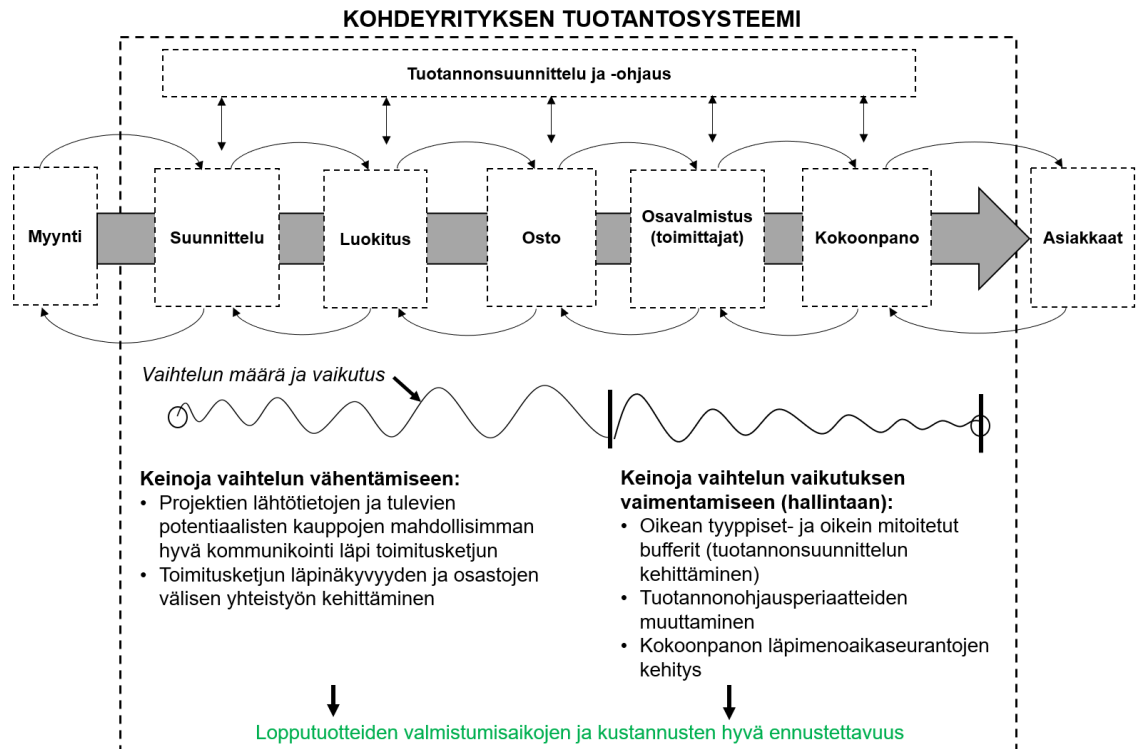 KOHDEYRITYKSEN TUOTANTOSYSTEEMI
Tuotannonsuunnittelu ja -ohjaus
Myynti
Suunnittelu
Luokitus
Osto
Osavalmistus
(toimittajat)
Kokoonpano
Asiakkaat
Vaihtelun määrä ja vaikutus
Keinoja vaihtelun vähentämiseen:
• Projektien lähtötietojen ja tulevien
potentiaalisten kauppojen mahdollisimman
hyvä kommunikointi läpi toimitusketjun
• Toimitusketjun läpinäkyvyyden ja osastojen
välisen yhteistyön kehittäminen
Keinoja vaihtelun vaikutuksen
vaimentamiseen (hallintaan):
• Oikean tyyppiset- ja oikein mitoitetut
bufferit (tuotannonsuunnittelun
kehittäminen)
• Tuotannonohjausperiaatteiden
muuttaminen
• Kokoonpanon läpimenoaikaseurantojen
kehitys
Lopputuotteiden valmistumisaikojen ja kustannusten hyvä ennustettavuus